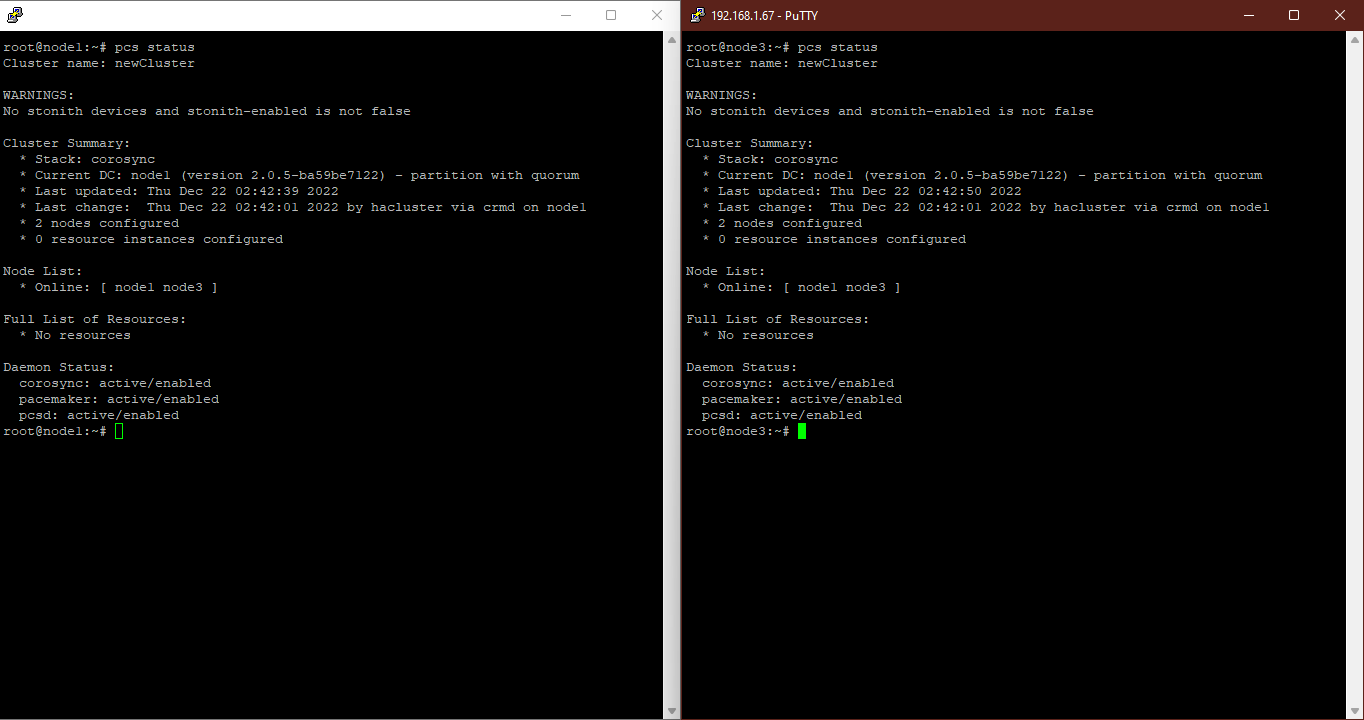 root@node1:~# pcs status
Cluster name: newCluster

WARNINGS:
No stonith devices and stonith-enabled is not false

Cluster Summary:
  * Stack: corosync
  * Current DC: node1 (version 2.0.5-ba59be7122) - partition with quorum
  * Last updated: Thu Dec 22 02:42:39 2022
  * Last change:  Thu Dec 22 02:42:01 2022 by hacluster via crmd on node1
  * 2 nodes configured
  * 0 resource instances configured

Node List:
  * Online: [ node1 node3 ]

Full List of Resources:
  * No resources

Daemon Status:
  corosync: active/enabled
  pacemaker: active/enabled
  pcsd: active/enabled
root@node1:~#

192.168.1.67 - PuTTY
root@node3:~# pcs status
Cluster name: newCluster

WARNINGS:
No stonith devices and stonith-enabled is not false

Cluster Summary:
  * Stack: corosync
  * Current DC: node1 (version 2.0.5-ba59be7122) - partition with quorum
  * Last updated: Thu Dec 22 02:42:50 2022
  * Last change:  Thu Dec 22 02:42:01 2022 by hacluster via crmd on node1
  * 2 nodes configured
  * 0 resource instances configured

Node List:
  * Online: [ node1 node3 ]

Full List of Resources:
  * No resources

Daemon Status:
  corosync: active/enabled
  pacemaker: active/enabled
  pcsd: active/enabled
root@node3:~#